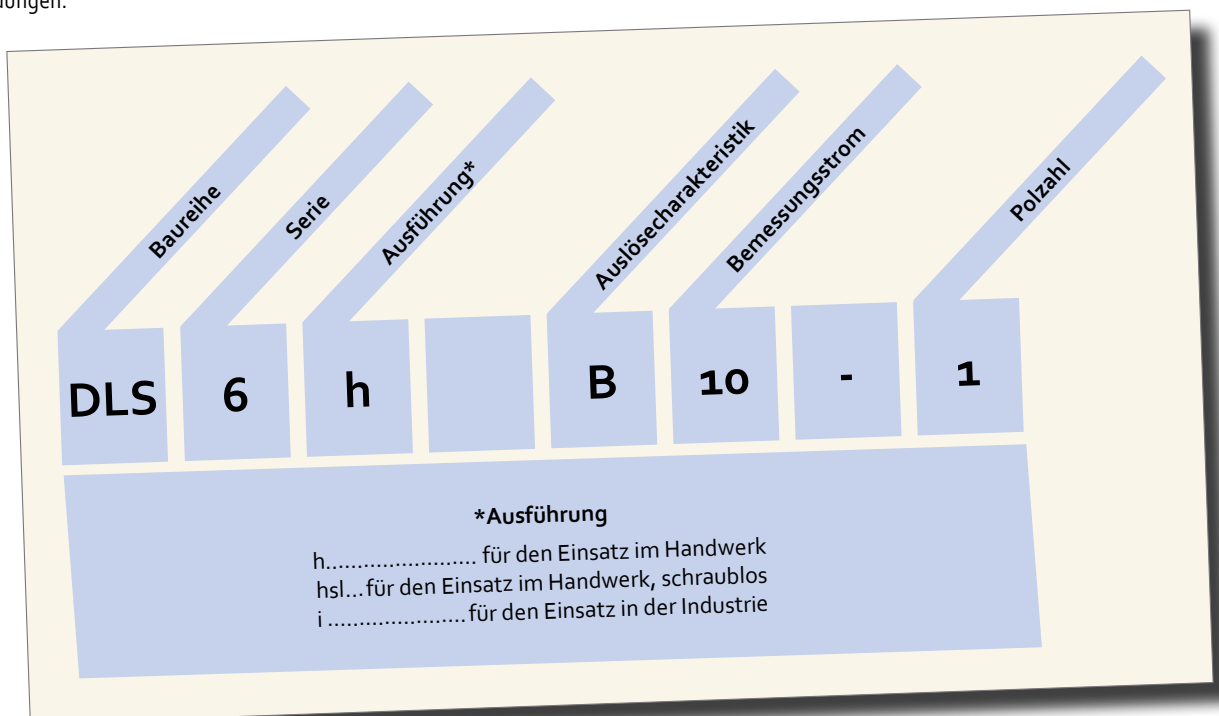 Baureihe
Serie
Ausführung*
Auslösecharakteristik
Bemessungsstrom
Polzahl
DLS 6 h B 10 - 1
*Ausführung
h........................ für den Einsatz im Handwerk
hsl...für den Einsatz im Handwerk, schraublos
i ......................für den Einsatz in der Industrie